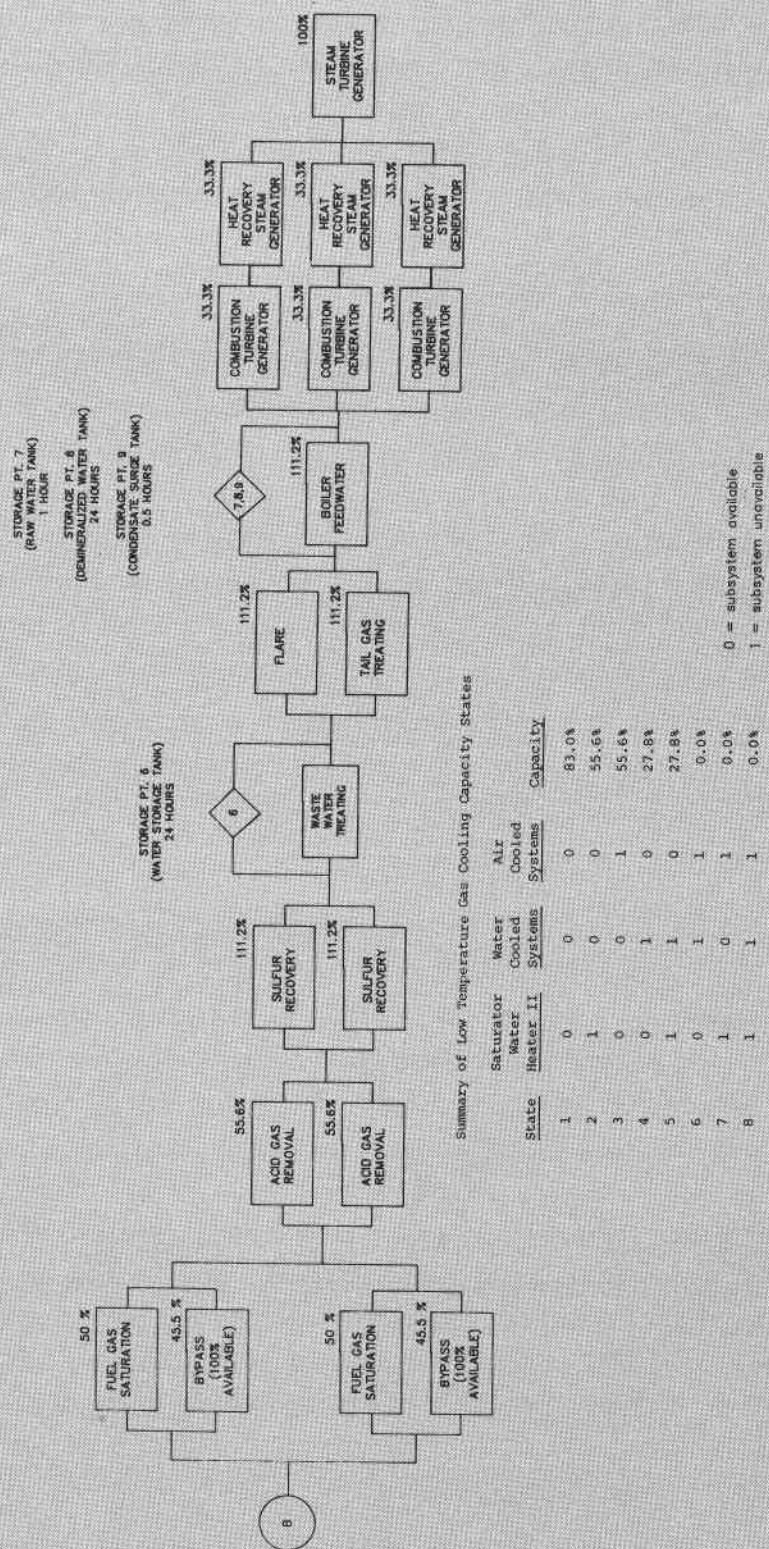 B
50 %
FUEL GAS
SATURATION
45.5 %
BYPASS
(100%
AVAILABLE)
50 %
FUEL GAS
SATURATION
45.5 %
BYPASS
(100%
AVAILABLE)
55.6%
ACID GAS
REMOVAL
55.6%
ACID GAS
REMOVAL
111.2%
SULFUR
RECOVERY
111.2%
SULFUR
RECOVERY
STORAGE PT. 6
(WATER STORAGE TANK)
24 HOURS
6
WASTE
WATER
TREATING
111.2%
FLARE
111.2%
TAIL GAS
TREATING
STORAGE PT. 7
(RAW WATER TANK)
1 HOUR
STORAGE PT. 8
(DEMINERALIZED WATER TANK)
24 HOURS
STORAGE PT. 9
(CONDENSATE SURGE TANK)
0.5 HOURS
7,8,9
111.2%
BOILER
FEEDWATER
33.3%
COMBUSTION
TURBINE
GENERATOR
33.3%
HEAT
RECOVERY
STEAM
GENERATOR
33.3%
COMBUSTION
TURBINE
GENERATOR
33.3%
HEAT
RECOVERY
STEAM
GENERATOR
33.3%
COMBUSTION
TURBINE
GENERATOR
33.3%
HEAT
RECOVERY
STEAM
GENERATOR
100%
STEAM
TURBINE
GENERATOR
Summary of Low Temperature Gas Cooling Capacity States
Saturator Water Air
Water Cooled Cooled
State Heater II Systems Systems Capacity
1 0 0 0 83.0%
2 1 0 0 55.6%
3 0 0 1 55.6%
4 0 1 0 27.8%
5 1 1 0 27.8%
6 0 1 1 0.0%
7 1 0 1 0.0%
8 1 1 1 0.0%
0 = subsystem available
1 = subsystem unavailable